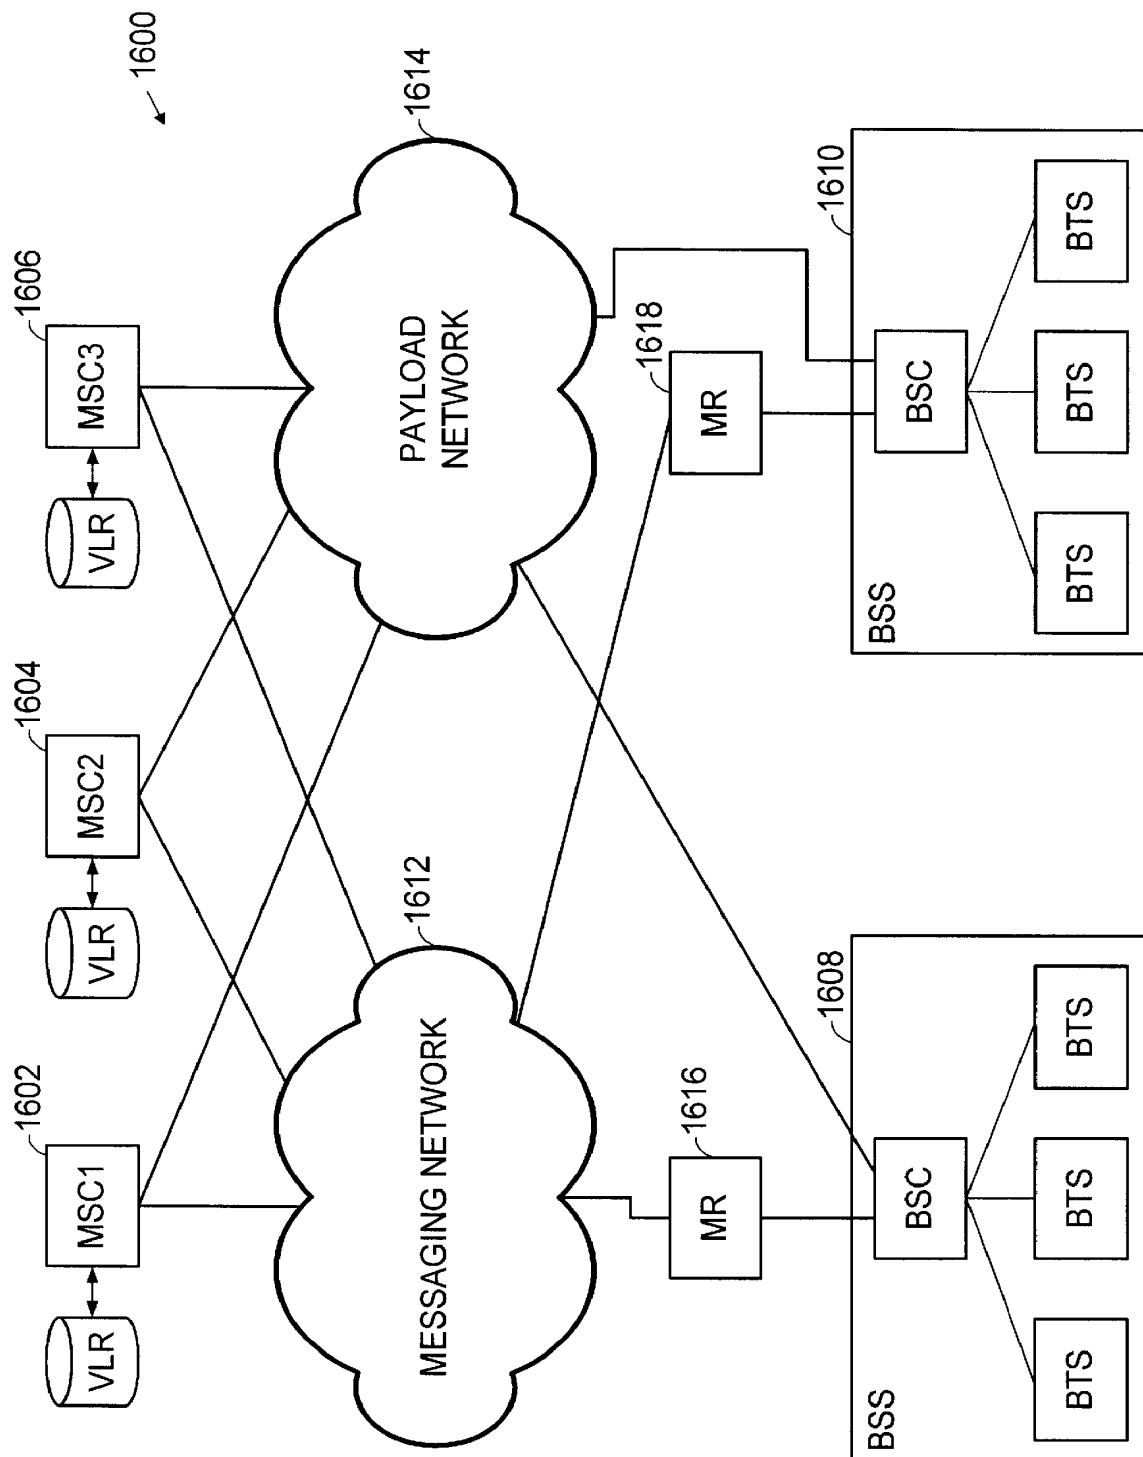 1600
1602
1604
1606
VLR
MSC1
VLR
MSC2
VLR
MSC3
1612
1614
MESSAGING NETWORK
PAYLOAD
NETWORK
1616
1618
MR
MR
1608
1610
BSC
BSC
BTS
BTS
BTS
BTS
BTS
BTS
BSS
BSS